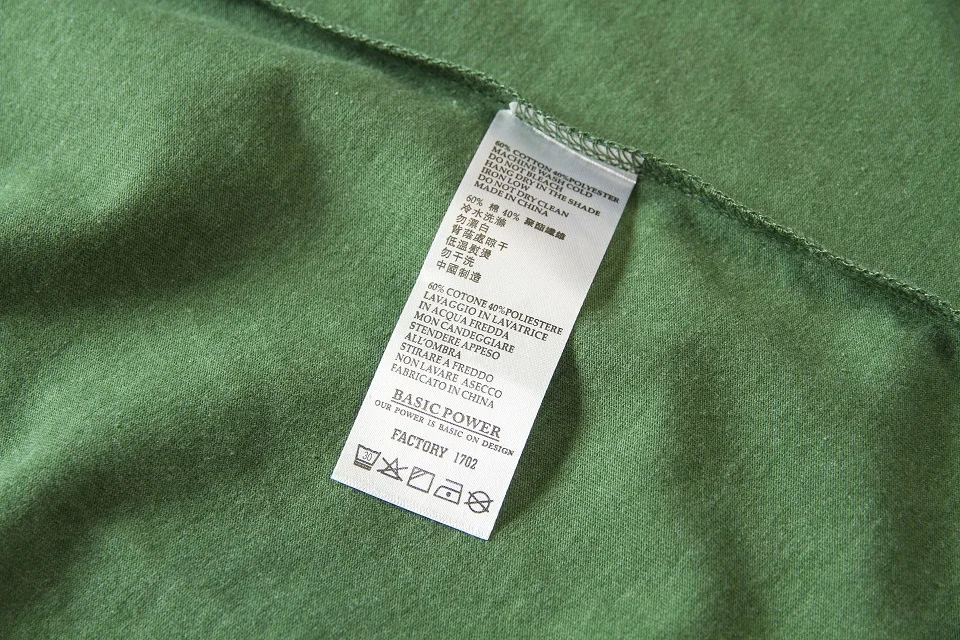 60% COTTON 40%POLYESTER
MACHINE WASH COLD
DO NOT BLEACH
HANG DRY IN THE SHADE
IRON LOW
DO NOT DRY CLEAN
MADE IN CHINA
60% 棉 40% 聚酯纖維
冷水洗滌
勿漂白
背蔭處晾干
低溫熨燙
勿干洗
中國制造
60% COTONE 40%POLIESTERE
LAVAGGIO IN LAVATRICE
IN ACQUA FREDDA
MON CANDEGGIARE
STENDERE APPESO
ALL'OMBRA
STIRARE A FREDDO
NON LAVARE ASECCO
FABRICATO IN CHINA
BASIC POWER
OUR POWER IS BASIC ON DESIGN
FACTORY 1702
30